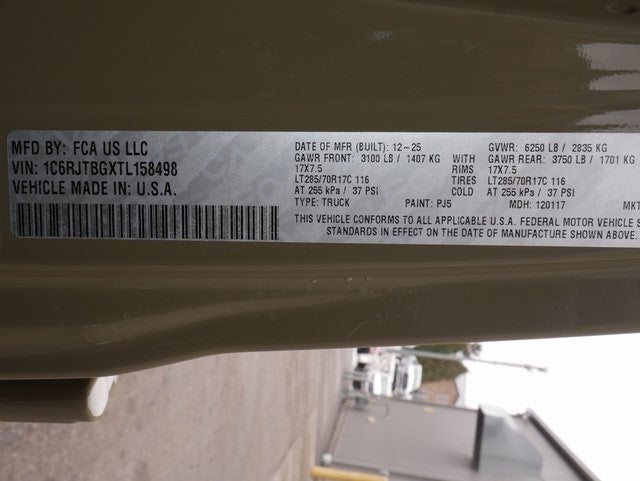 MFD BY: FCA US LLC
VIN: 1C6RJTBGXTL158498
VEHICLE MADE IN U.S.A.
DATE OF MFR (BUILT): 12-25 GVWR: 6250 LB / 2835 KG
GAWR FRONT: 3100 LB / 1407 KG WITH GAWR REAR: 3750 LB / 1701 KG
17X7.5 RIMS 17X7.5
LT285/70R17C 116 TIRES LT285/70R17C 116
AT 255 kPa / 37 PSI COLD AT 255 kPa / 37 PSI
TYPE: TRUCK PAINT: PJ5 MDH: 120117 MKT
THIS VEHICLE CONFORMS TO ALL APPLICABLE U.S.A. FEDERAL MOTOR VEHICLE S
STANDARDS IN EFFECT ON THE DATE OF MANUFACTURE SHOWN ABOVE.